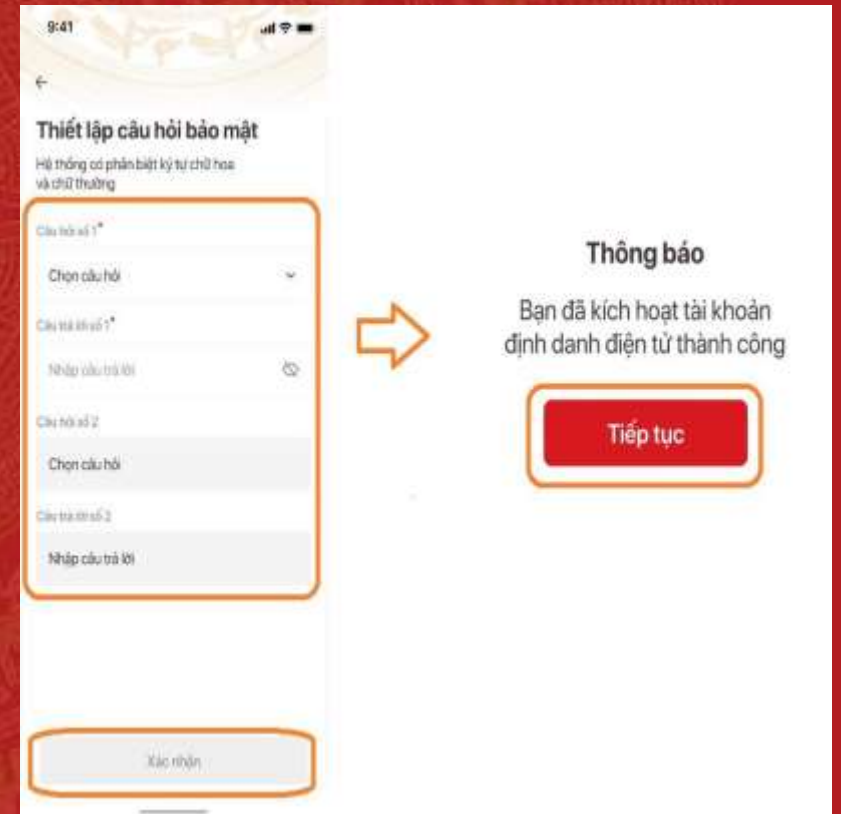 9:41
Thiết lập câu hỏi bảo mật
Hệ thống có phân biệt ký tự chữ hoa
và chữ thường
Câu hỏi số 1*
Chọn câu hỏi
Câu trả lời số 1*
Nhập câu trả lời
Câu hỏi số 2
Chọn câu hỏi
Câu trả lời số 2
Nhập câu trả lời
Xác nhận
Thông báo
Bạn đã kích hoạt tài khoản
định danh điện tử thành công
Tiếp tục